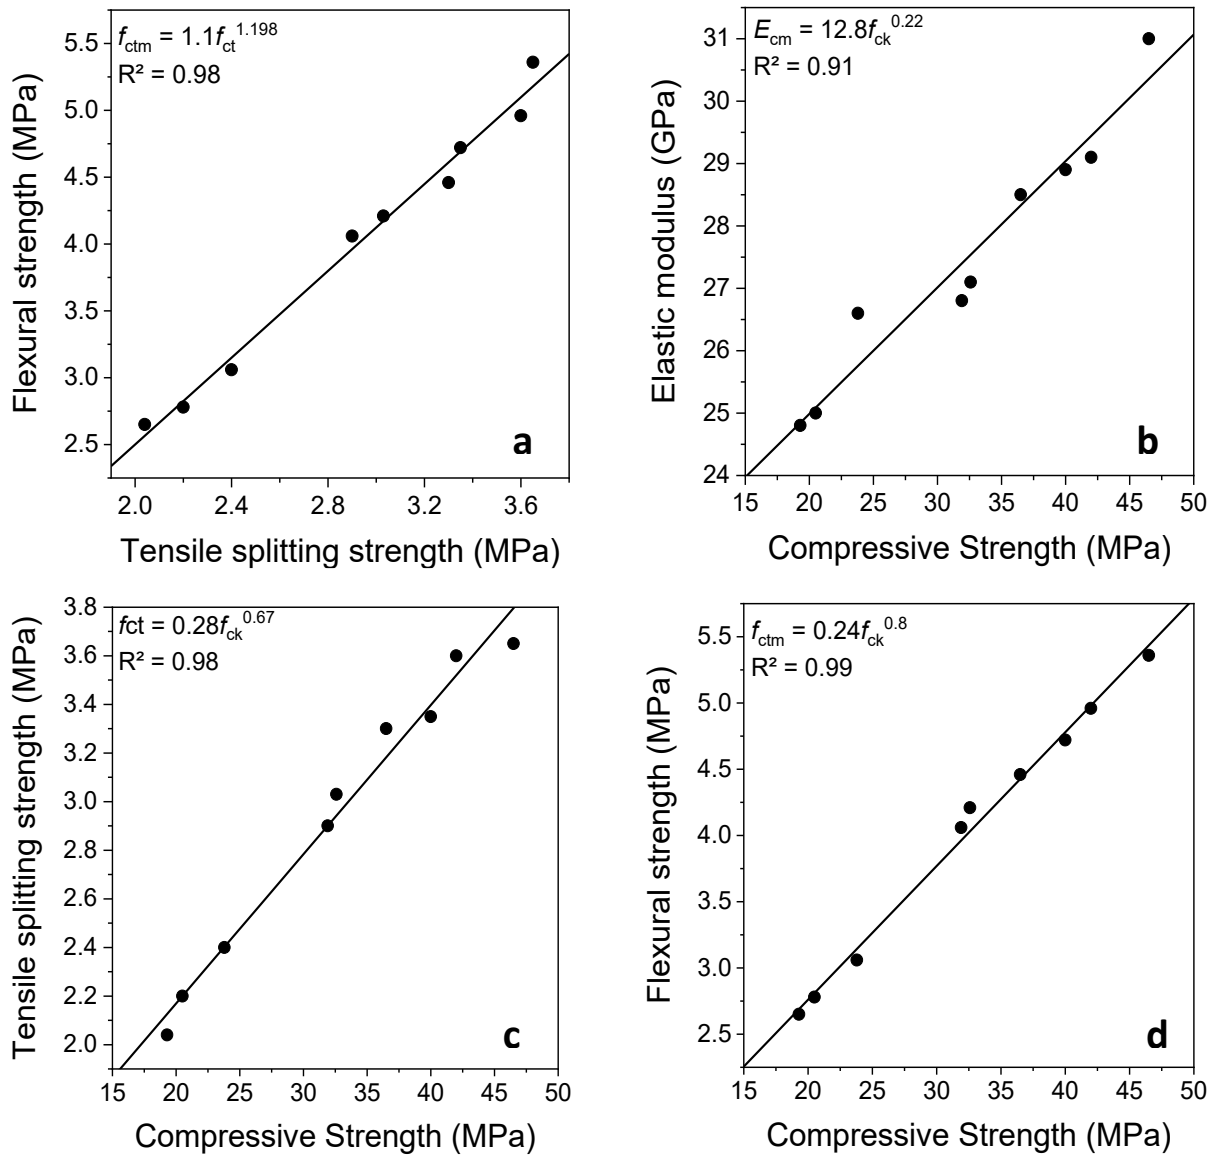 f_ctm = 1.1f_ct^1.198
R² = 0.98
5.5
5.0
4.5
4.0
3.5
3.0
2.5
Flexural strength (MPa)
a
2.0 2.4 2.8 3.2 3.6
Tensile splitting strength (MPa)
E_cm = 12.8f_ck^0.22
R² = 0.91
31
30
29
28
27
26
25
24
Elastic modulus (GPa)
b
15 20 25 30 35 40 45 50
Compressive Strength (MPa)
fct = 0.28f_ck^0.67
R² = 0.98
3.8
3.6
3.4
3.2
3.0
2.8
2.6
2.4
2.2
2.0
Tensile splitting strength (MPa)
c
15 20 25 30 35 40 45 50
Compressive Strength (MPa)
f_ctm = 0.24f_ck^0.8
R² = 0.99
5.5
5.0
4.5
4.0
3.5
3.0
2.5
Flexural strength (MPa)
d
15 20 25 30 35 40 45 50
Compressive Strength (MPa)